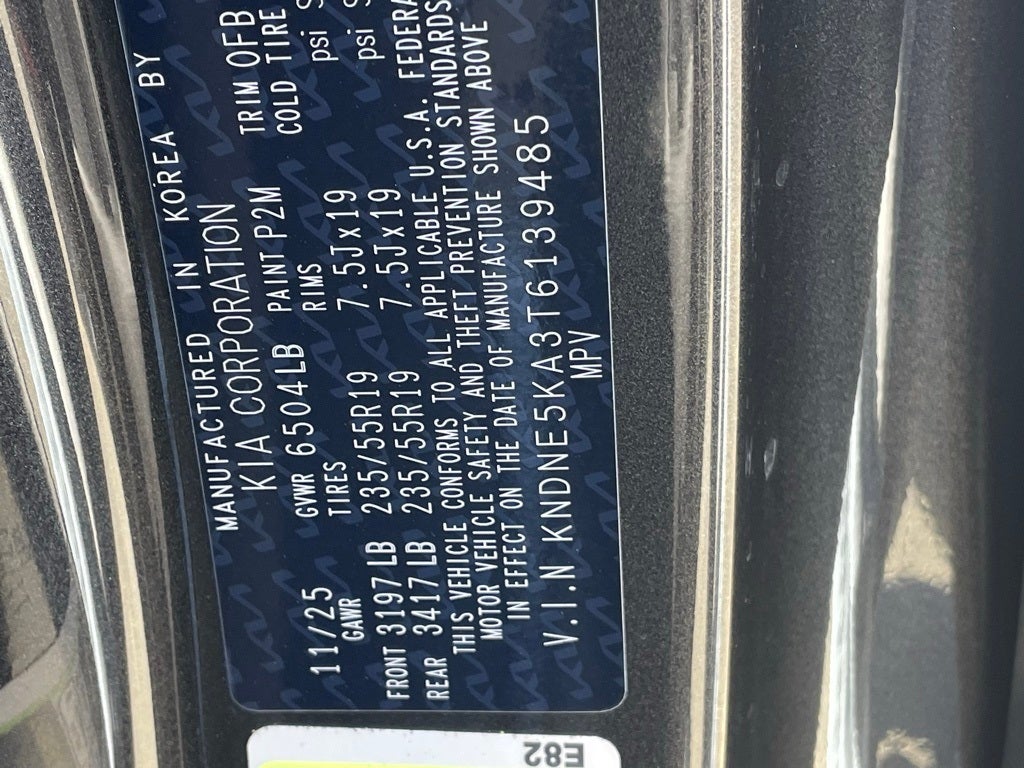 MANUFACTURED IN KOREA BY
KIA CORPORATION
11/25 GVWR 6504LB PAINT P2M TRIM OFB
GAWR TIRES RIMS COLD TIRE
FRONT 3197LB 235/55R19 7.5Jx19 psi
REAR 3417LB 235/55R19 7.5Jx19 psi
THIS VEHICLE CONFORMS TO ALL APPLICABLE U.S.A. FEDERA
MOTOR VEHICLE SAFETY AND THEFT PREVENTION STANDARDS
IN EFFECT ON THE DATE OF MANUFACTURE SHOWN ABOVE
V.I.N KNDNE5KA3T6139485
MPV
E82